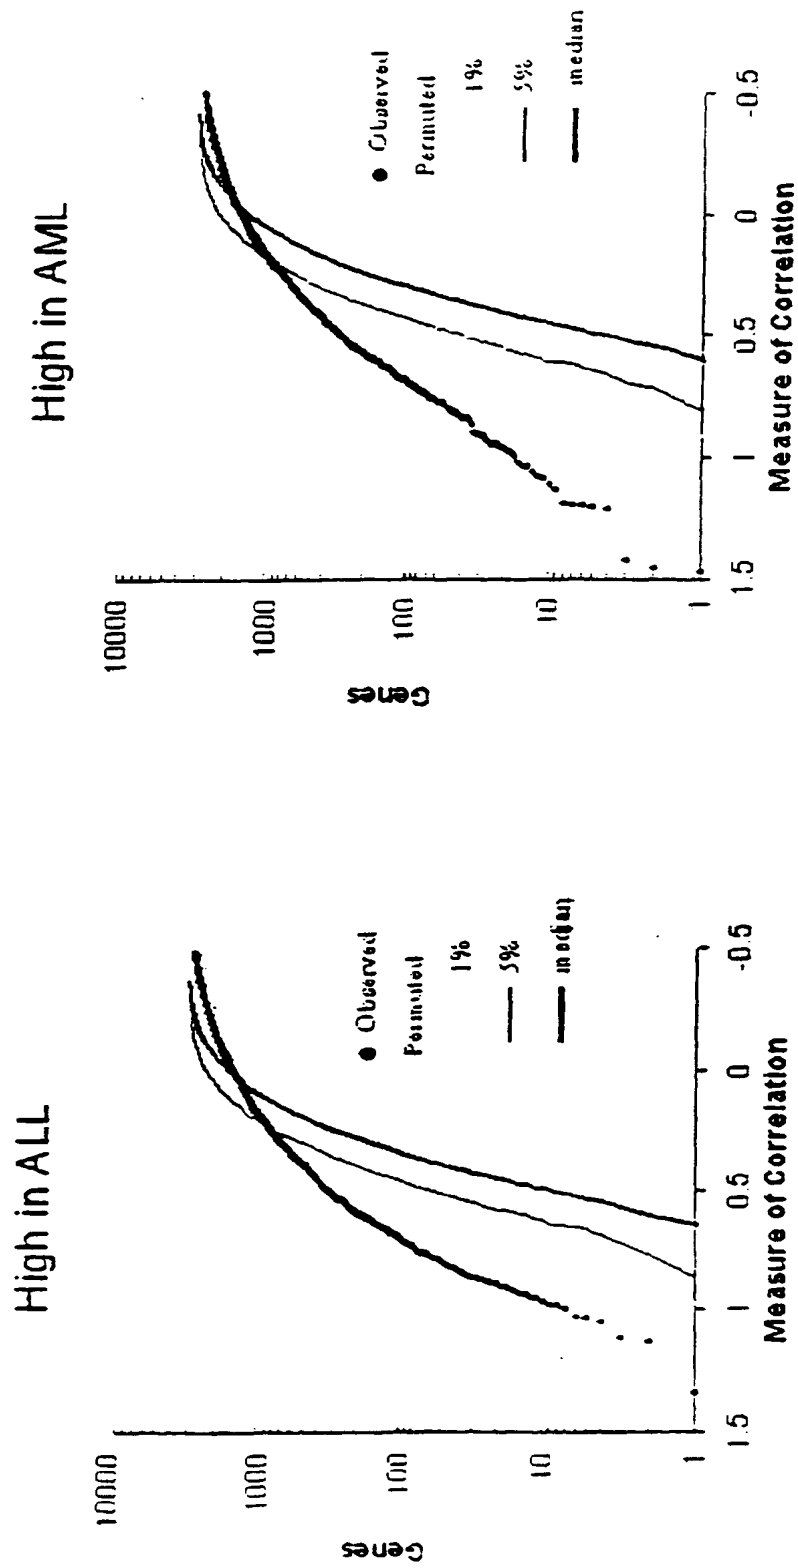 High in ALL
Genes
10000
1000
100
10
1
1.5
1
0.5
0
-0.5
Measure of Correlation
Observed
Permuted
1%
5%
median
High in AML
Genes
10000
1000
100
10
1
1.5
1
0.5
0
-0.5
Measure of Correlation
Observed
Permuted
1%
5%
median